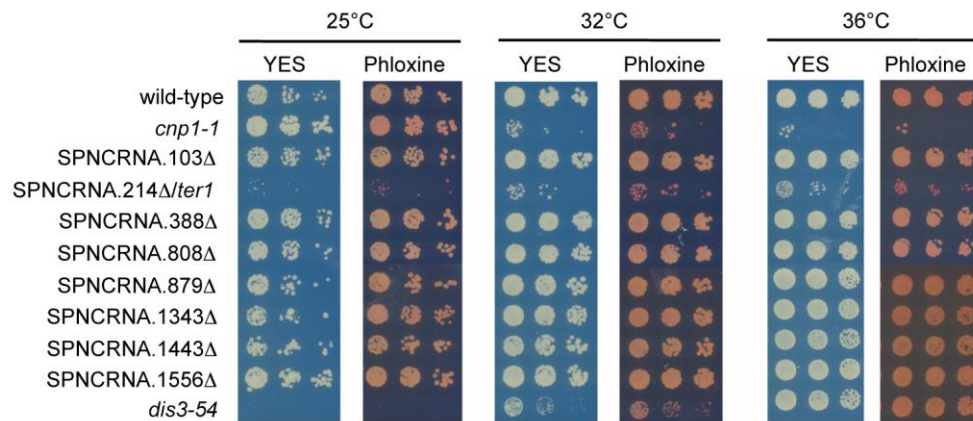 25°C 32°C 36°C
YES Phloxine YES Phloxine YES Phloxine
wild-type
cnp1-1
SPNCRNA.103Δ
SPNCRNA.214Δ/ter1
SPNCRNA.388Δ
SPNCRNA.808Δ
SPNCRNA.879Δ
SPNCRNA.1343Δ
SPNCRNA.1443Δ
SPNCRNA.1556Δ
dis3-54